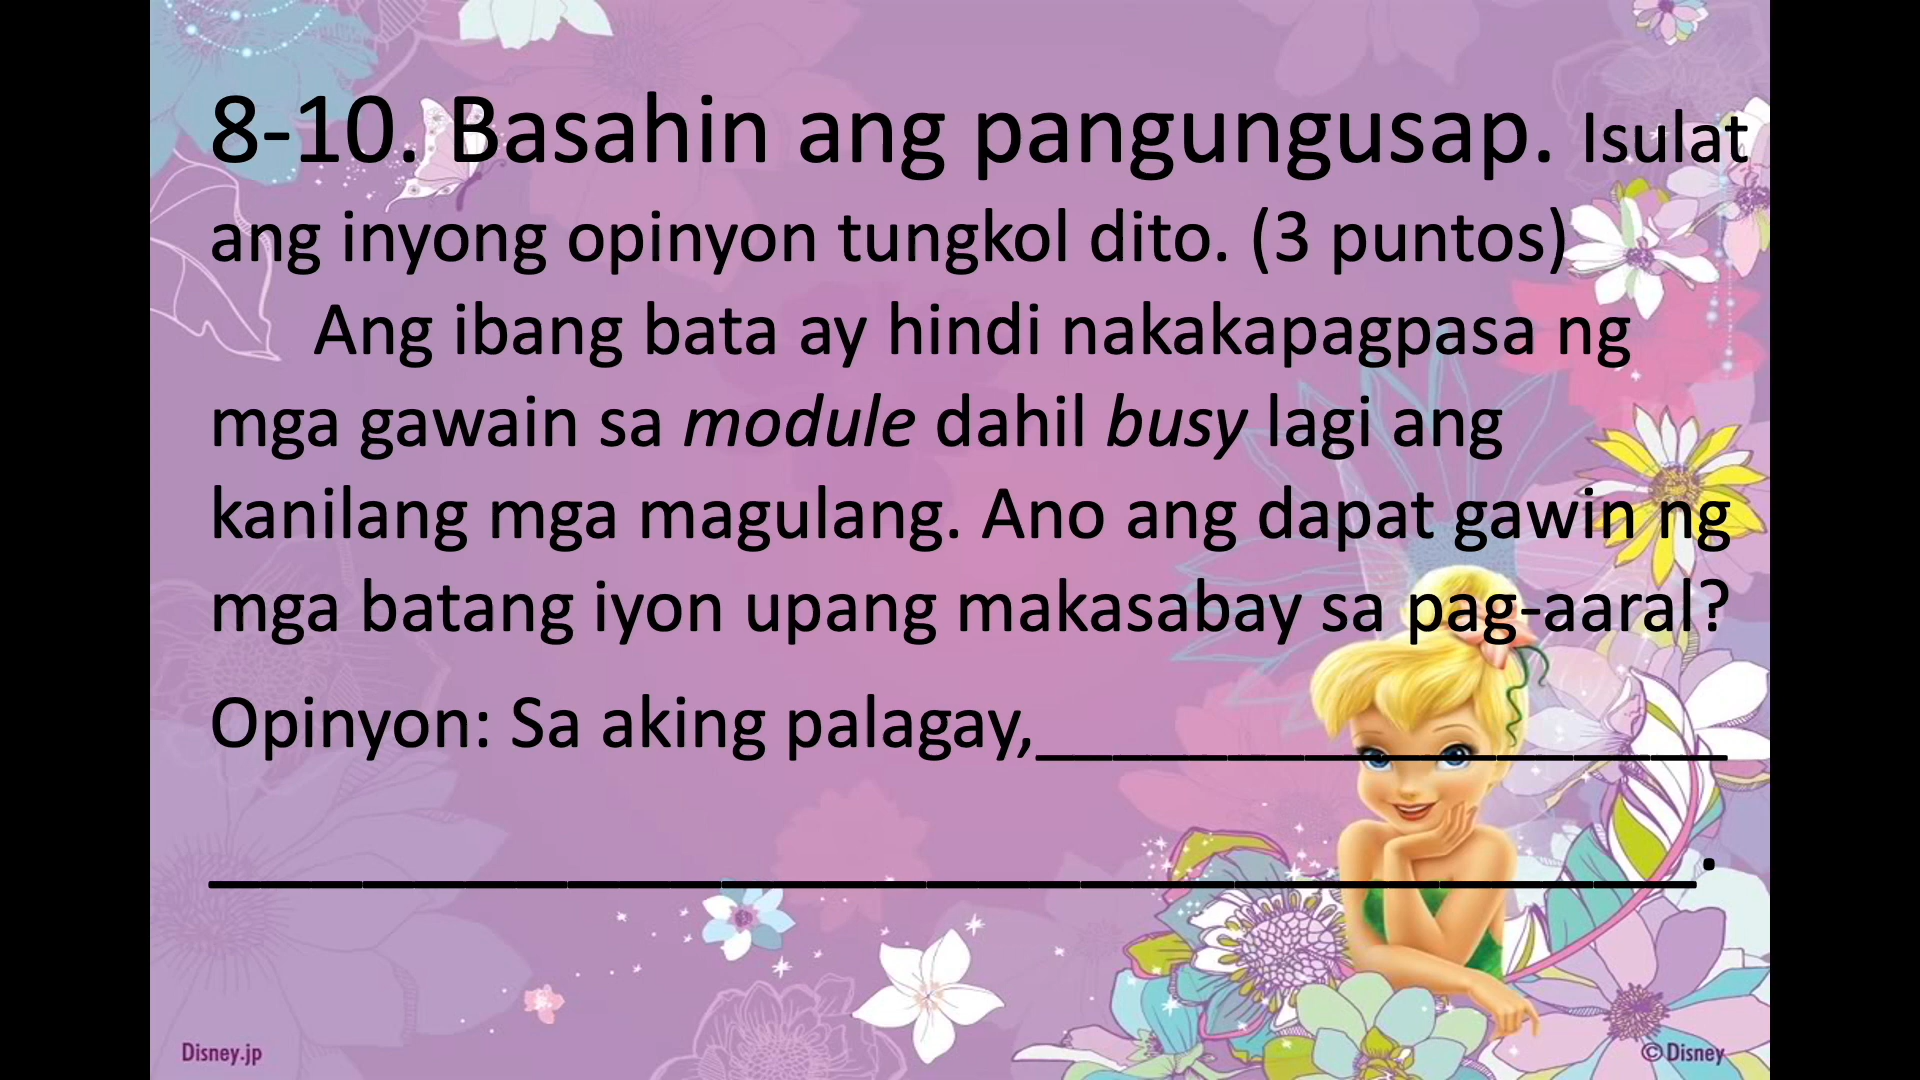 8-10. Basahin ang pangungusap. Isulat
ang inyong opinyon tungkol dito. (3 puntos)
Ang ibang bata ay hindi nakakapagpasa ng
mga gawain sa module dahil busy lagi ang
kanilang mga magulang. Ano ang dapat gawin ng
mga batang iyon upang makasabay sa pag-aaral?
Opinyon: Sa aking palagay,__________________
_____________________________.
Disney.jp
© Disney